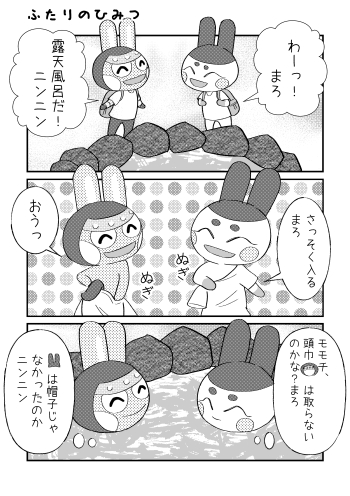 ふたりのひみつ
わーっ！
まろ
露天風呂だ！
ニンニン
さっそく入る
まろ
ぬぎ
ぬぎ
おうっ
モモ子、
頭巾は取らない
のかな？まろ
は帽子じゃ
なかったのか
ニンニン